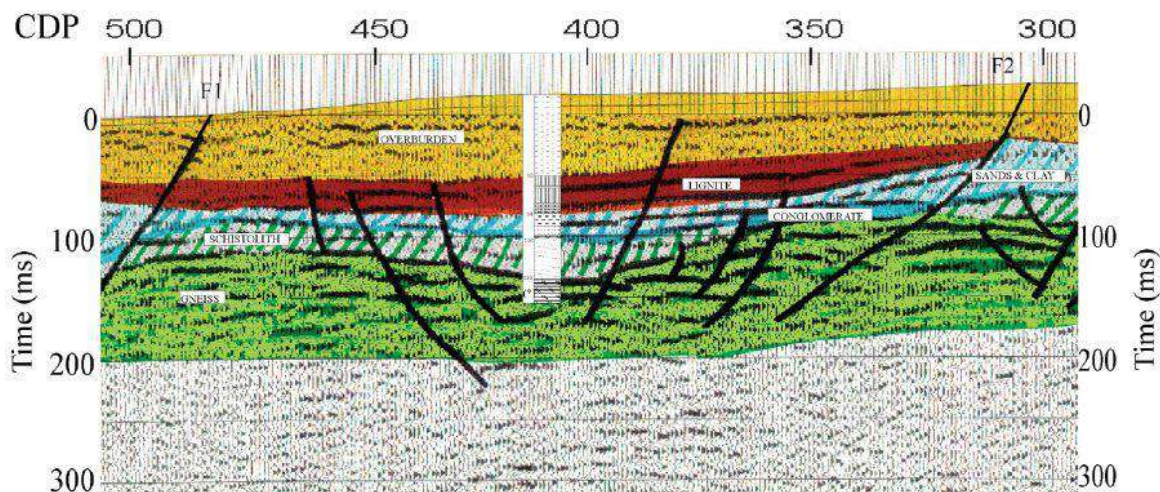 CDP 500 450 400 350 300
F1 F2
0 0
OVERBURDEN
LIGNITE
SANDS & CLAY
CONGLOMERATE
SCHISTOLITH
100 100
GNEISS
Time (ms) Time (ms)
200 200
300 300